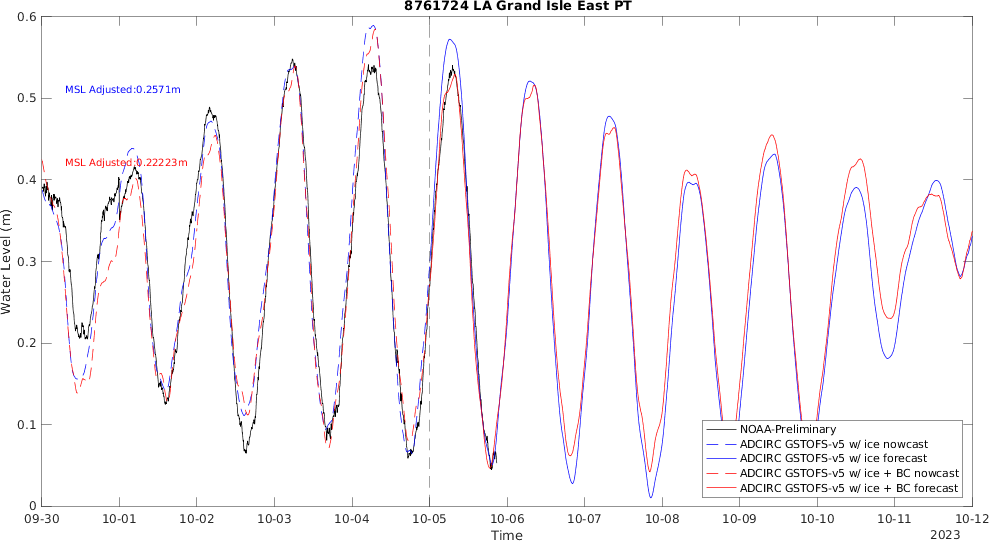 8761724 LA Grand Isle East PT
0.6
0.5
0.4
0.3
0.2
0.1
0
Water Level (m)
MSL Adjusted:0.2571m
MSL Adjusted:0.22223m
NOAA-Preliminary
ADCIRC GSTOFS-v5 w/ ice nowcast
ADCIRC GSTOFS-v5 w/ ice forecast
ADCIRC GSTOFS-v5 w/ ice + BC nowcast
ADCIRC GSTOFS-v5 w/ ice + BC forecast
09-30 10-01 10-02 10-03 10-04 10-05 10-06 10-07 10-08 10-09 10-10 10-11 10-12
Time
2023